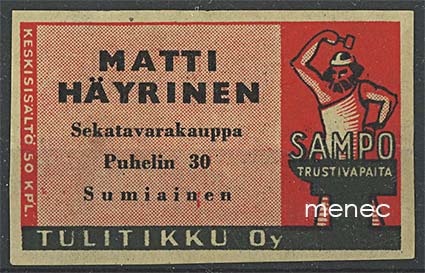 KESKISISÄLTÖ 50 KPL.
MATTI
HÄYRINEN
Sekatavarakauppa
Puhelin 30
Sumiainen
SAMPO
TRUSTIVAPAITA
menec
TULITIKKU Oy